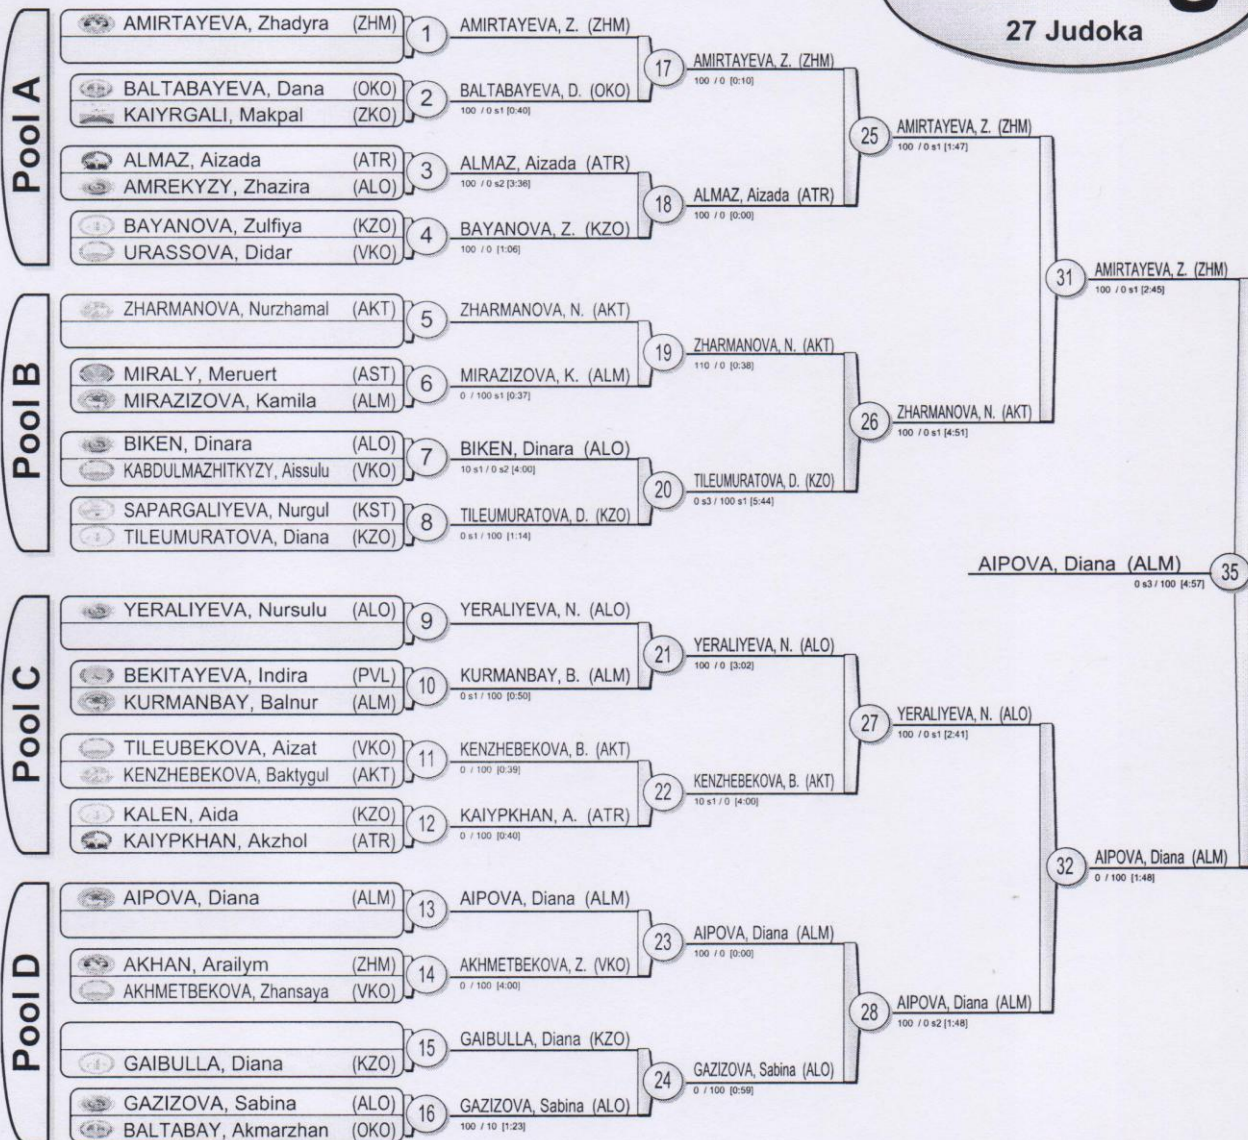 27 Judoka
Pool A
AMIRTAYEVA, Zhadyra (ZHM)
1
BALTABAYEVA, Dana (OKO)
KAIYRGALI, Makpal (ZKO)
2
ALMAZ, Aizada (ATR)
AMREKYZY, Zhazira (ALO)
3
BAYANOVA, Zulfiya (KZO)
URASSOVA, Didar (VKO)
4
Pool B
ZHARMANOVA, Nurzhamal (AKT)
5
MIRALY, Meruert (AST)
MIRAZIZOVA, Kamila (ALM)
6
BIKEN, Dinara (ALO)
KABDULMAZHITKYZY, Aissulu (VKO)
7
SAPARGALIYEVA, Nurgul (KST)
TILEUMURATOVA, Diana (KZO)
8
Pool C
YERALIYEVA, Nursulu (ALO)
9
BEKITAYEVA, Indira (PVL)
KURMANBAY, Balnur (ALM)
10
TILEUBEKOVA, Aizat (VKO)
KENZHEBEKOVA, Baktygul (AKT)
11
KALEN, Aida (KZO)
KAIYPKHAN, Akzhol (ATR)
12
Pool D
AIPOVA, Diana (ALM)
13
AKHAN, Arailym (ZHM)
AKHMETBEKOVA, Zhansaya (VKO)
14
GAIBULLA, Diana (KZO)
15
GAZIZOVA, Sabina (ALO)
BALTABAY, Akmarzhan (OKO)
16
AMIRTAYEVA, Z. (ZHM)
BALTABAYEVA, D. (OKO)
100 / 0 s1 [0:40]
17
ALMAZ, Aizada (ATR)
100 / 0 s2 [3:36]
BAYANOVA, Z. (KZO)
100 / 0 [1:06]
18
ZHARMANOVA, N. (AKT)
MIRAZIZOVA, K. (ALM)
0 / 100 s1 [0:37]
19
BIKEN, Dinara (ALO)
10 s1 / 0 s2 [4:00]
TILEUMURATOVA, D. (KZO)
0 s1 / 100 [1:14]
20
YERALIYEVA, N. (ALO)
KURMANBAY, B. (ALM)
0 s1 / 100 [0:50]
21
KENZHEBEKOVA, B. (AKT)
0 / 100 [0:39]
KAIYPKHAN, A. (ATR)
0 / 100 [0:40]
22
AIPOVA, Diana (ALM)
AKHMETBEKOVA, Z. (VKO)
0 / 100 [4:00]
23
GAIBULLA, Diana (KZO)
GAZIZOVA, Sabina (ALO)
100 / 10 [1:23]
24
AMIRTAYEVA, Z. (ZHM)
100 / 0 [0:10]
ALMAZ, Aizada (ATR)
100 / 0 [0:00]
25
ZHARMANOVA, N. (AKT)
110 / 0 [0:38]
TILEUMURATOVA, D. (KZO)
0 s3 / 100 s1 [5:44]
26
YERALIYEVA, N. (ALO)
100 / 0 [3:02]
KENZHEBEKOVA, B. (AKT)
10 s1 / 0 [4:00]
27
AIPOVA, Diana (ALM)
100 / 0 [0:00]
GAZIZOVA, Sabina (ALO)
0 / 100 [0:59]
28
AMIRTAYEVA, Z. (ZHM)
100 / 0 s1 [1:47]
ZHARMANOVA, N. (AKT)
100 / 0 s1 [4:51]
31
YERALIYEVA, N. (ALO)
100 / 0 s1 [2:41]
AIPOVA, Diana (ALM)
100 / 0 s2 [1:48]
32
AMIRTAYEVA, Z. (ZHM)
100 / 0 s1 [2:45]
AIPOVA, Diana (ALM)
0 / 100 [1:48]
AIPOVA, Diana (ALM)
0 s3 / 100 [4:57]
35